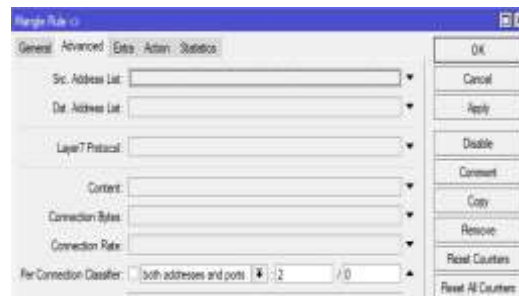 Mangle Rule <>
General Advanced Extra Action Statistics
Src. Address List:
Dst. Address List:
Layer7 Protocol:
Content:
Connection Bytes:
Connection Rate:
Per Connection Classifier: both addresses and ports : 2 / 0
OK
Cancel
Apply
Disable
Comment
Copy
Remove
Reset Counters
Reset All Counters